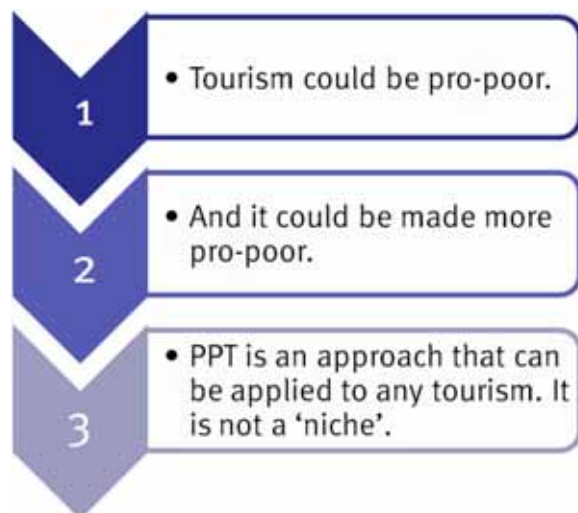 1
• Tourism could be pro-poor.
2
• And it could be made more
pro-poor.
3
• PPT is an approach that can
be applied to any tourism. It
is not a ‘niche’.